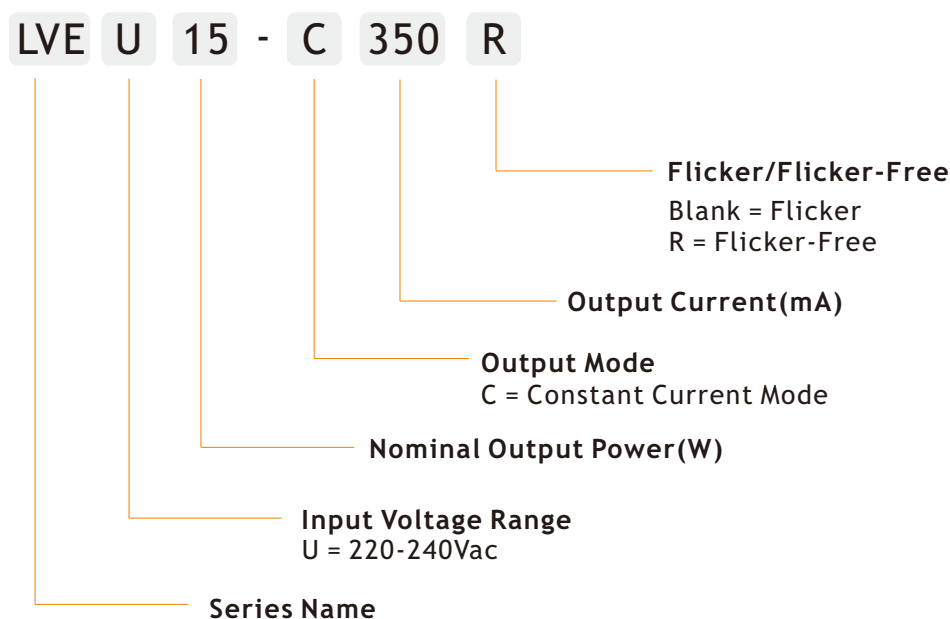 LVE U 15 - C 350 R
Flicker/Flicker-Free
Blank = Flicker
R = Flicker-Free
Output Current(mA)
Output Mode
C = Constant Current Mode
Nominal Output Power(W)
Input Voltage Range
U = 220-240Vac
Series Name